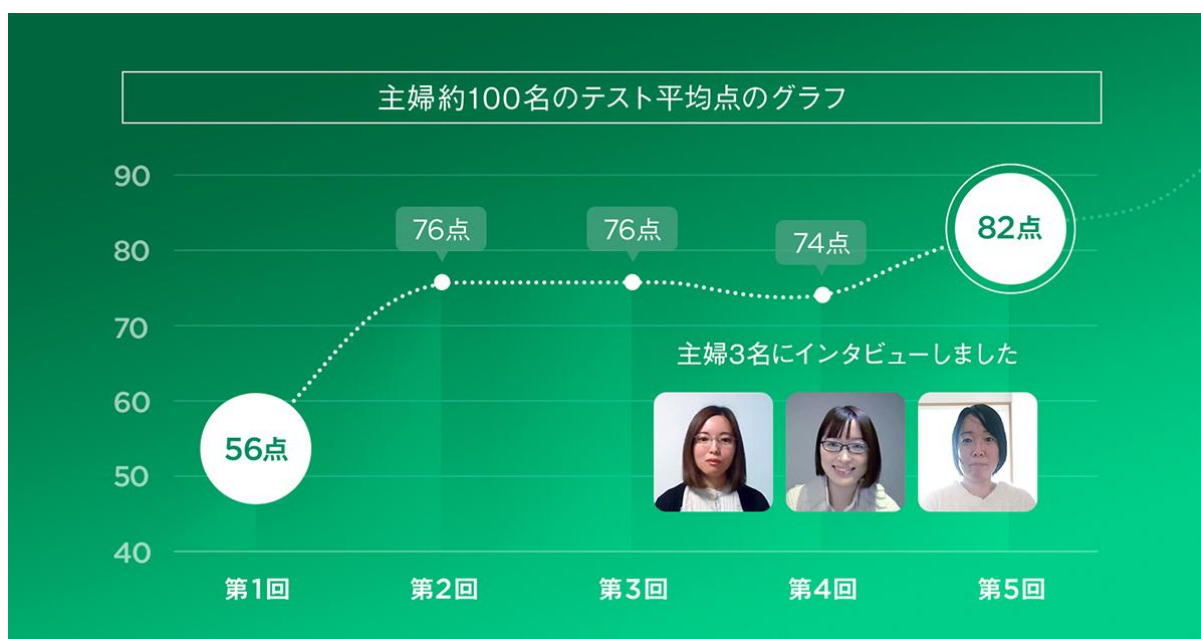 主婦約100名のテスト平均点のグラフ
90
80
70
60
50
40
56点
76点
76点
74点
82点
主婦3名にインタビューしました
第1回
第2回
第3回
第4回
第5回